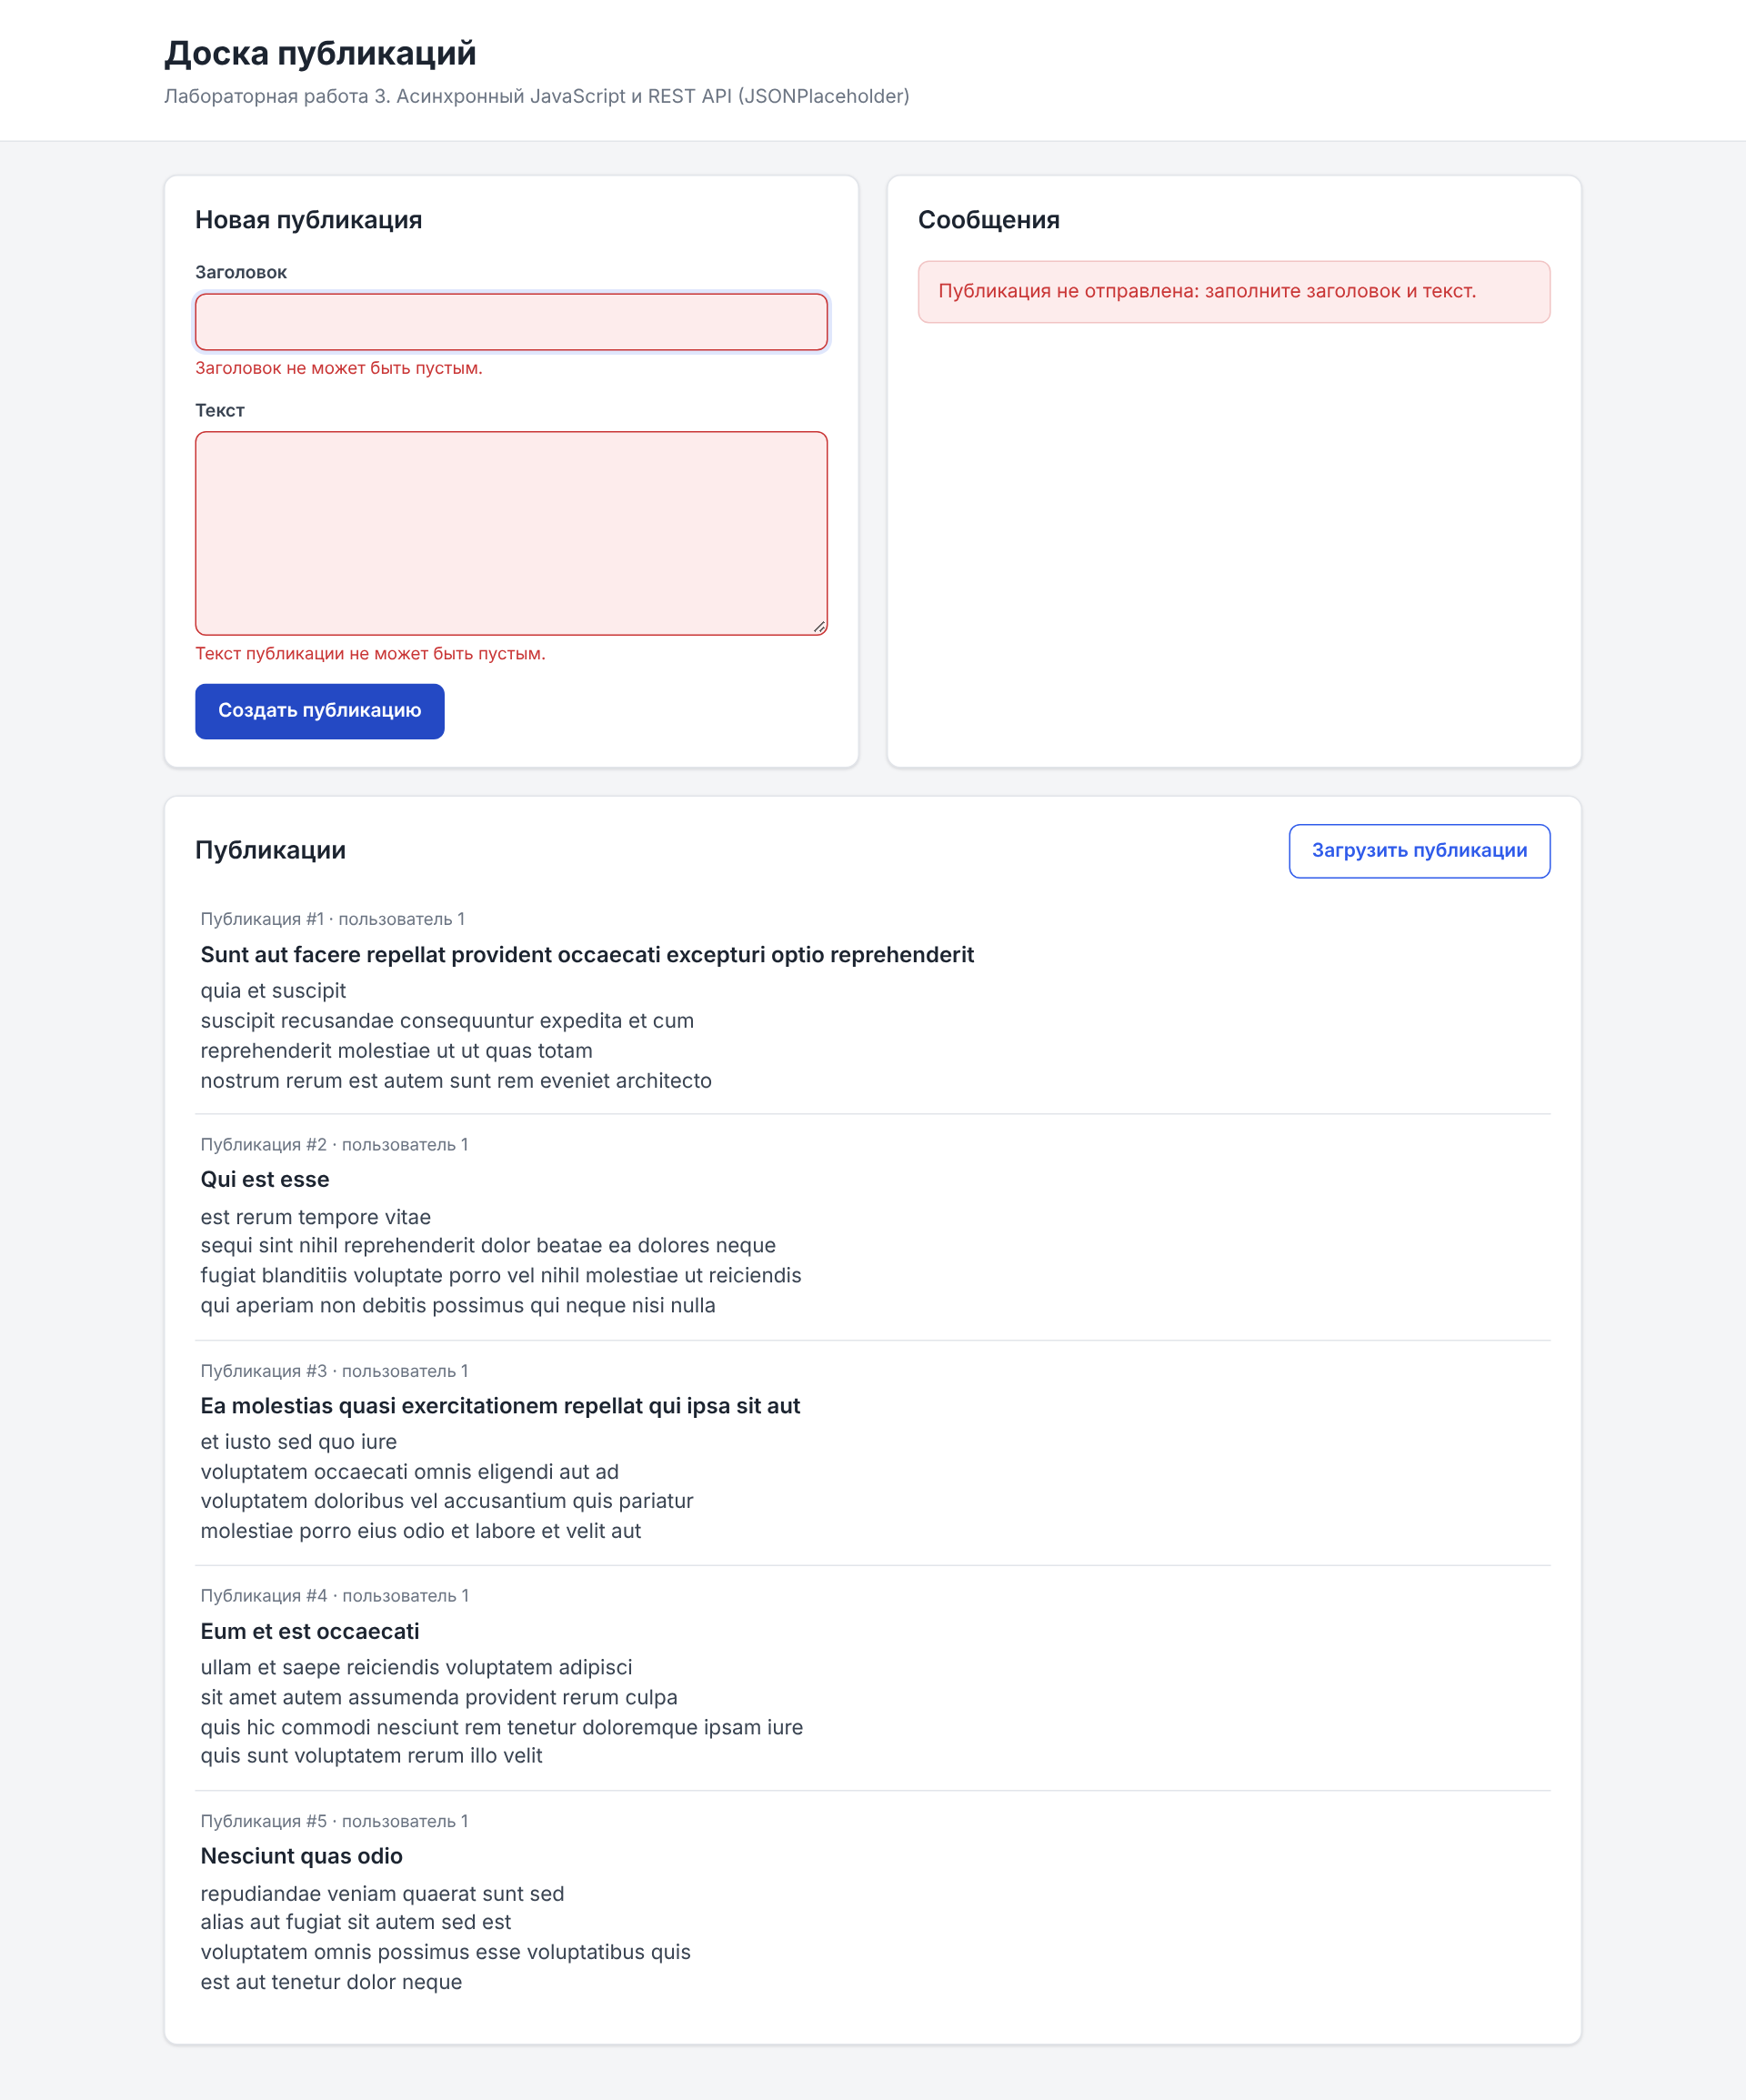 Доска публикаций
Лабораторная работа 3. Асинхронный JavaScript и REST API (JSONPlaceholder)
Новая публикация
Заголовок
Заголовок не может быть пустым.
Текст
Текст публикации не может быть пустым.
Создать публикацию
Сообщения
Публикация не отправлена: заполните заголовок и текст.
Публикации
Загрузить публикации
Публикация #1 · пользователь 1
Sunt aut facere repellat provident occaecati excepturi optio reprehenderit
quia et suscipit
suscipit recusandae consequuntur expedita et cum
reprehenderit molestiae ut ut quas totam
nostrum rerum est autem sunt rem eveniet architecto
Публикация #2 · пользователь 1
Qui est esse
est rerum tempore vitae
sequi sint nihil reprehenderit dolor beatae ea dolores neque
fugiat blanditiis voluptate porro vel nihil molestiae ut reiciendis
qui aperiam non debitis possimus qui neque nisi nulla
Публикация #3 · пользователь 1
Ea molestias quasi exercitationem repellat qui ipsa sit aut
et iusto sed quo iure
voluptatem occaecati omnis eligendi aut ad
voluptatem doloribus vel accusantium quis pariatur
molestiae porro eius odio et labore et velit aut
Публикация #4 · пользователь 1
Eum et est occaecati
ullam et saepe reiciendis voluptatem adipisci
sit amet autem assumenda provident rerum culpa
quis hic commodi nesciunt rem tenetur doloremque ipsam iure
quis sunt voluptatem rerum illo velit
Публикация #5 · пользователь 1
Nesciunt quas odio
repudiandae veniam quaerat sunt sed
alias aut fugiat sit autem sed est
voluptatem omnis possimus esse voluptatibus quis
est aut tenetur dolor neque